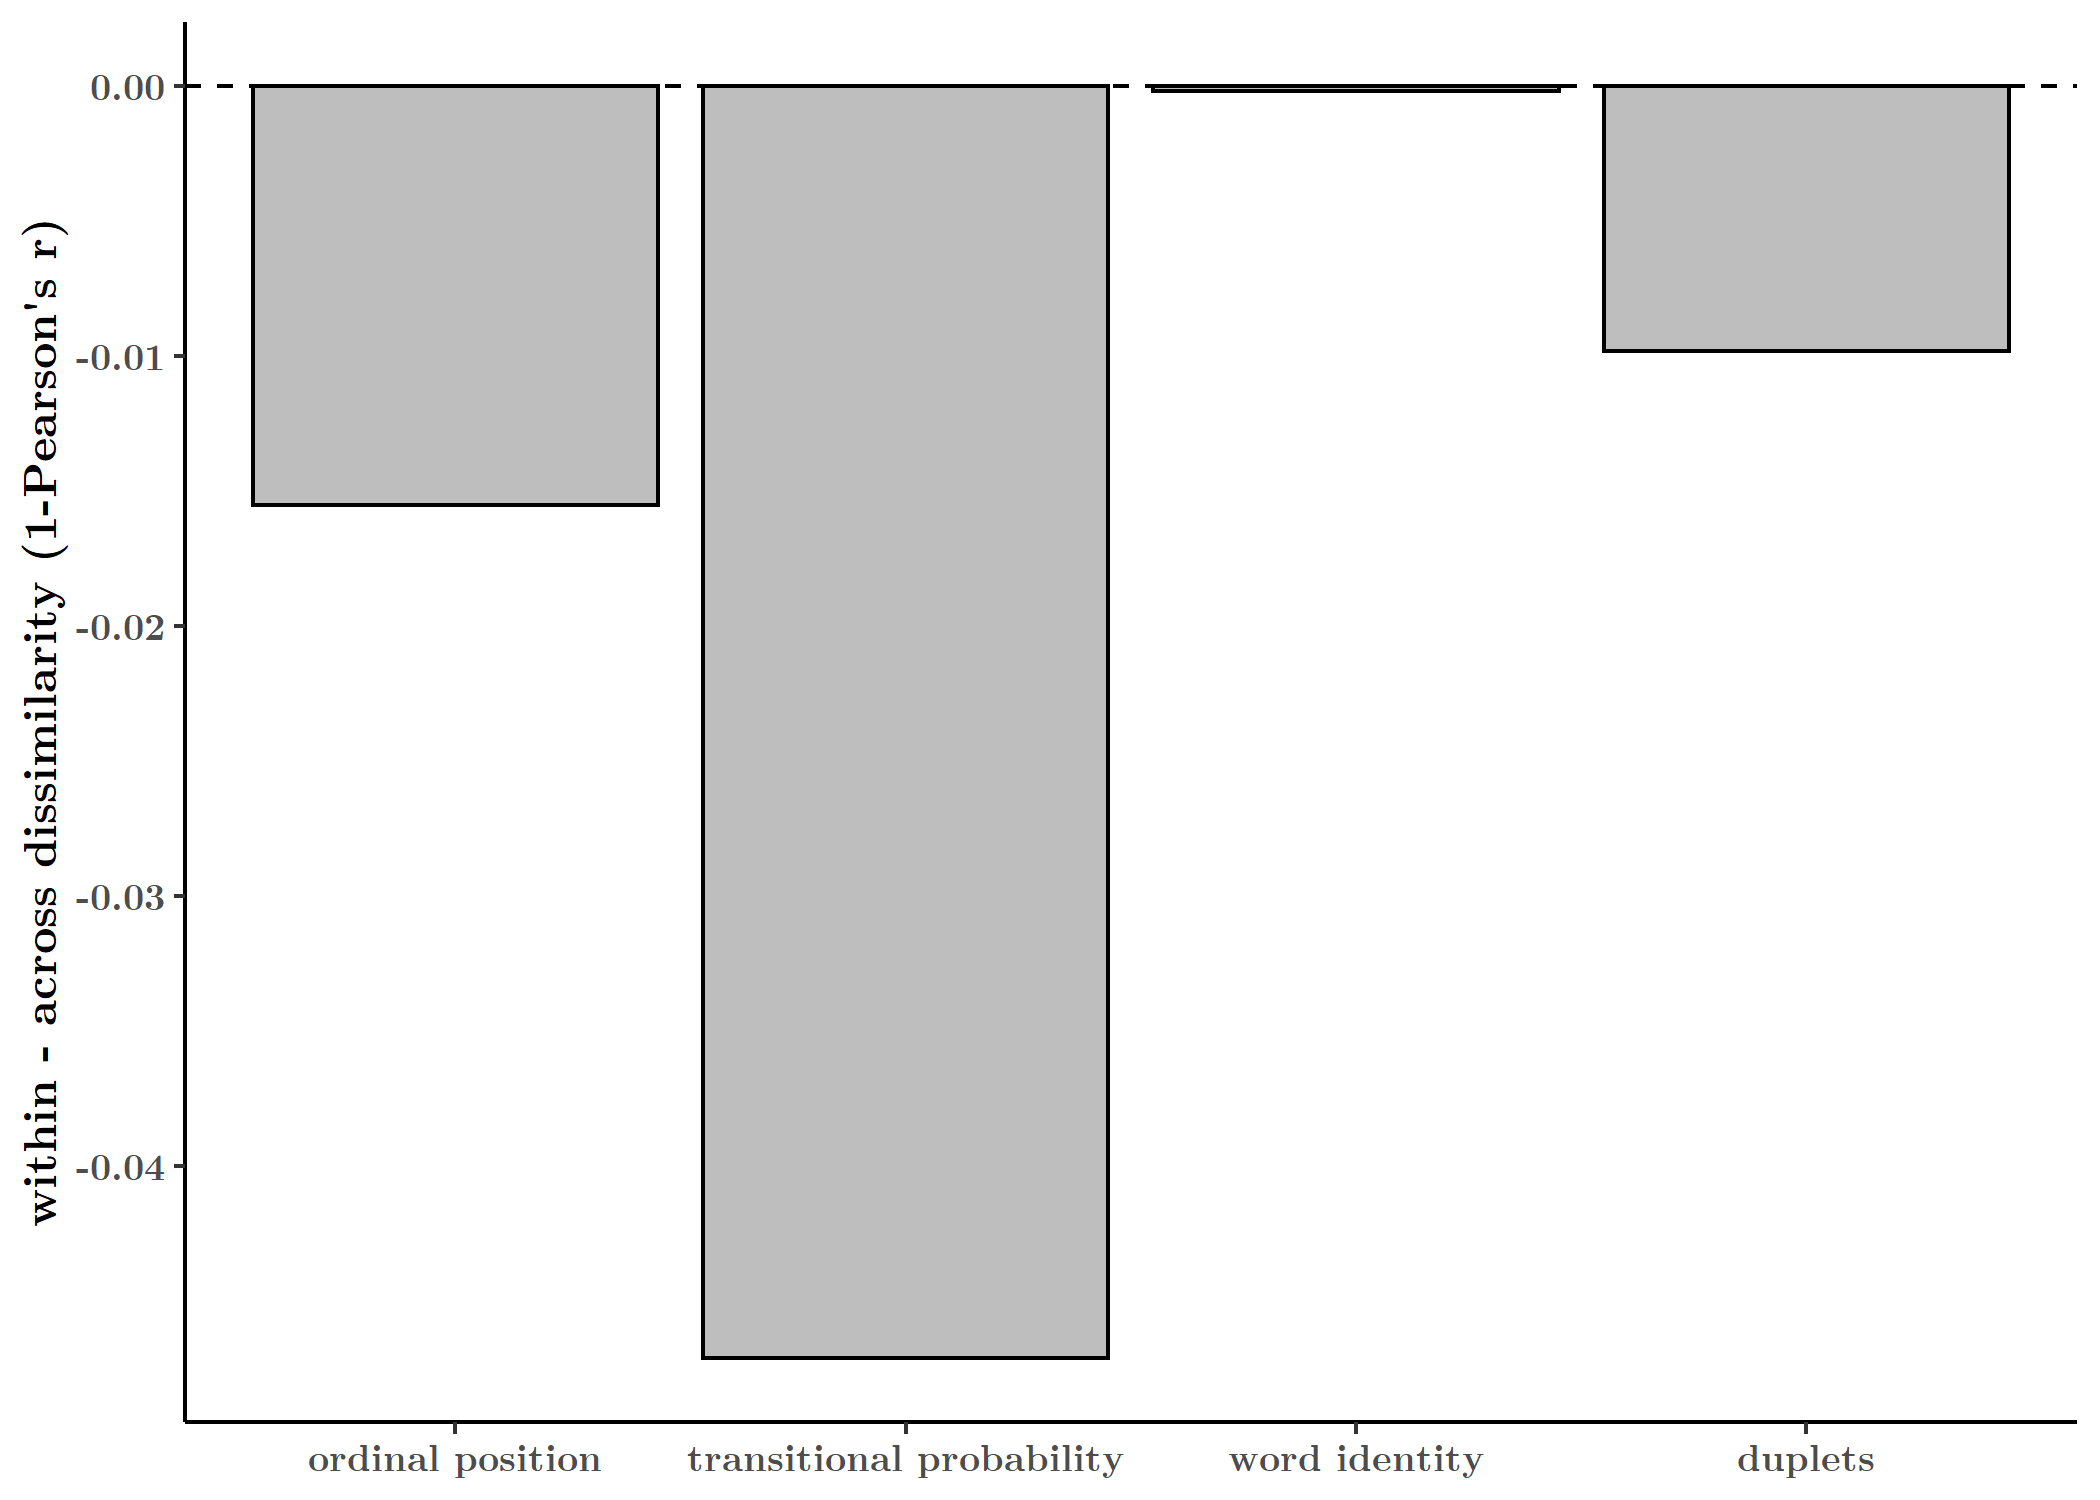 within - across dissimilarity (1-Pearson's r)
0.00
-0.01
-0.02
-0.03
-0.04
ordinal position
transitional probability
word identity
duplets